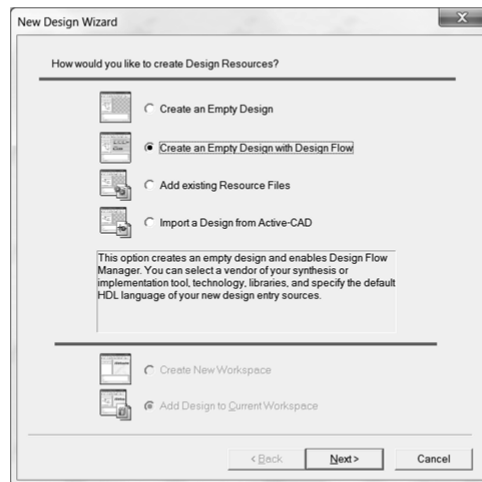 New Design Wizard
How would you like to create Design Resources?
Create an Empty Design
Create an Empty Design with Design Flow
Add existing Resource Files
Import a Design from Active-CAD
This option creates an empty design and enables Design Flow
Manager. You can select a vendor of your synthesis or
implementation tool, technology, libraries, and specify the default
HDL language of your new design entry sources.
Create New Workspace
Add Design to Current Workspace
< Back
Next >
Cancel